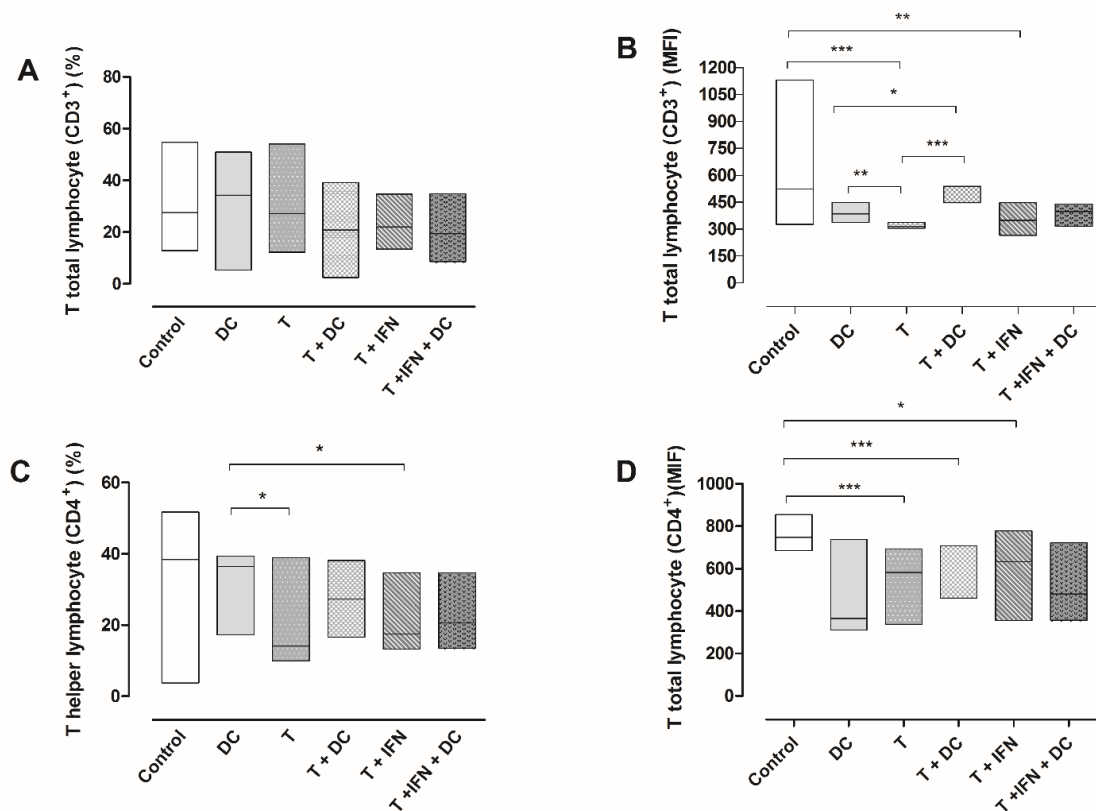 A
T total lymphocyte (CD3⁺) (%)
80
60
40
20
0
Control
DC
T
T + DC
T + IFN
T +IFN + DC
B
T total lymphocyte (CD3⁺) (MFI)
1200
1050
900
750
600
450
300
150
0
**
***
*
***
**
Control
DC
T
T + DC
T + IFN
T +IFN + DC
C
T helper lymphocyte (CD4⁺) (%)
60
40
20
0
*
*
Control
DC
T
T + DC
T + IFN
T +IFN + DC
D
T total lymphocyte (CD4⁺)(MIF)
1000
800
600
400
200
0
*
***
***
Control
DC
T
T + DC
T + IFN
T +IFN + DC